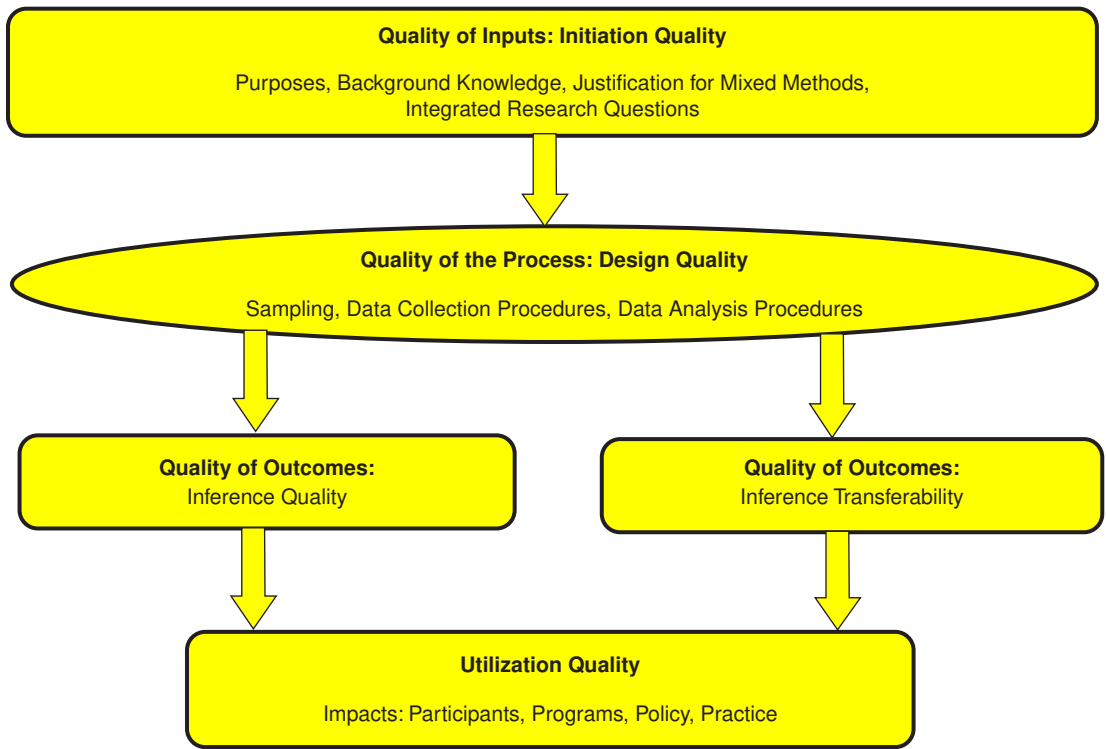 Quality of Inputs: Initiation Quality
Purposes, Background Knowledge, Justification for Mixed Methods,
Integrated Research Questions
Quality of the Process: Design Quality
Sampling, Data Collection Procedures, Data Analysis Procedures
Quality of Outcomes:
Inference Quality
Quality of Outcomes:
Inference Transferability
Utilization Quality
Impacts: Participants, Programs, Policy, Practice